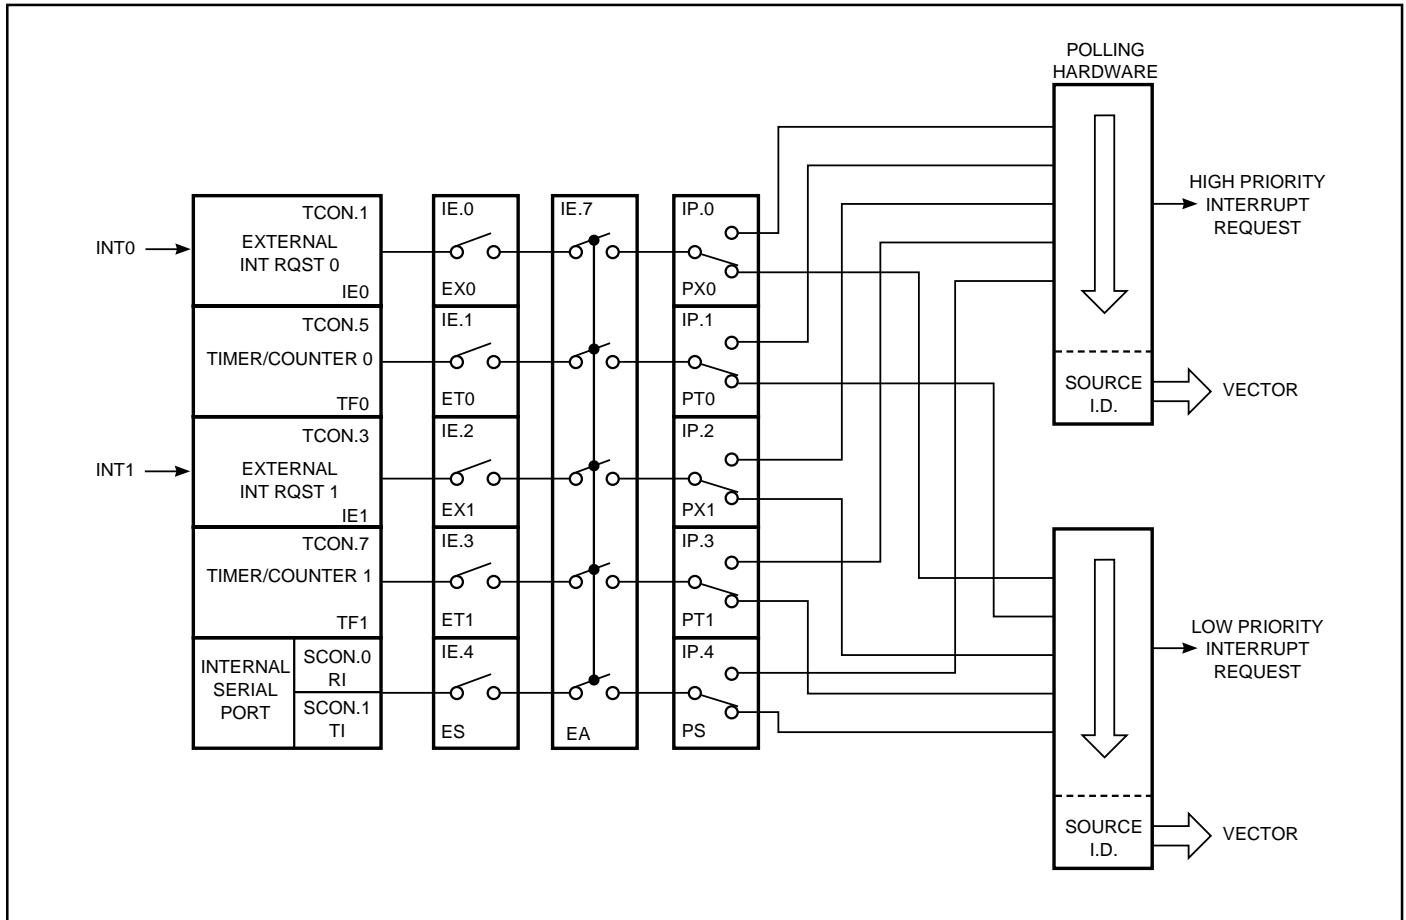 POLLING
HARDWARE
HIGH PRIORITY
INTERRUPT
REQUEST
SOURCE
I.D.
VECTOR
INT0
TCON.1
EXTERNAL
INT RQST 0
IE0
IE.0
EX0
IE.7
IP.0
PX0
TCON.5
TIMER/COUNTER 0
TF0
IE.1
ET0
IP.1
PT0
INT1
TCON.3
EXTERNAL
INT RQST 1
IE1
IE.2
EX1
IP.2
PX1
TCON.7
TIMER/COUNTER 1
TF1
IE.3
ET1
IP.3
PT1
INTERNAL
SERIAL
PORT
SCON.0
RI
SCON.1
TI
IE.4
ES
EA
IP.4
PS
LOW PRIORITY
INTERRUPT
REQUEST
SOURCE
I.D.
VECTOR